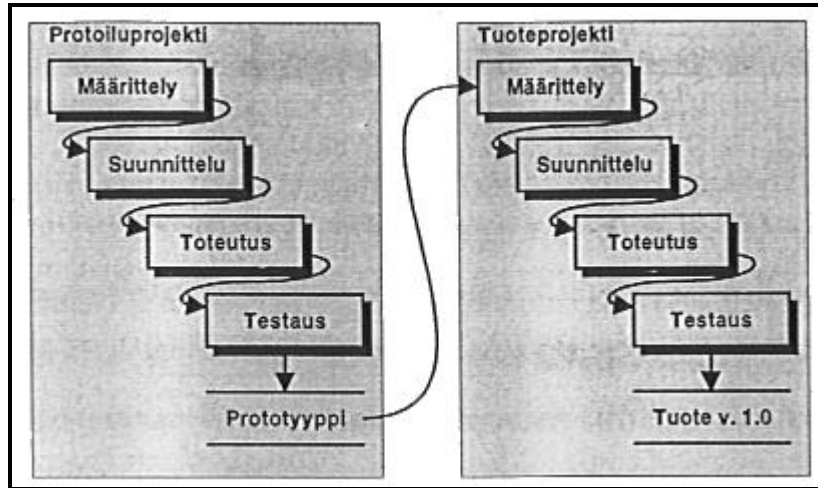 Protoiluprojekti
Määrittely
Suunnittelu
Toteutus
Testaus
Prototyyppi
Tuoteprojekti
Määrittely
Suunnittelu
Toteutus
Testaus
Tuote v. 1.0